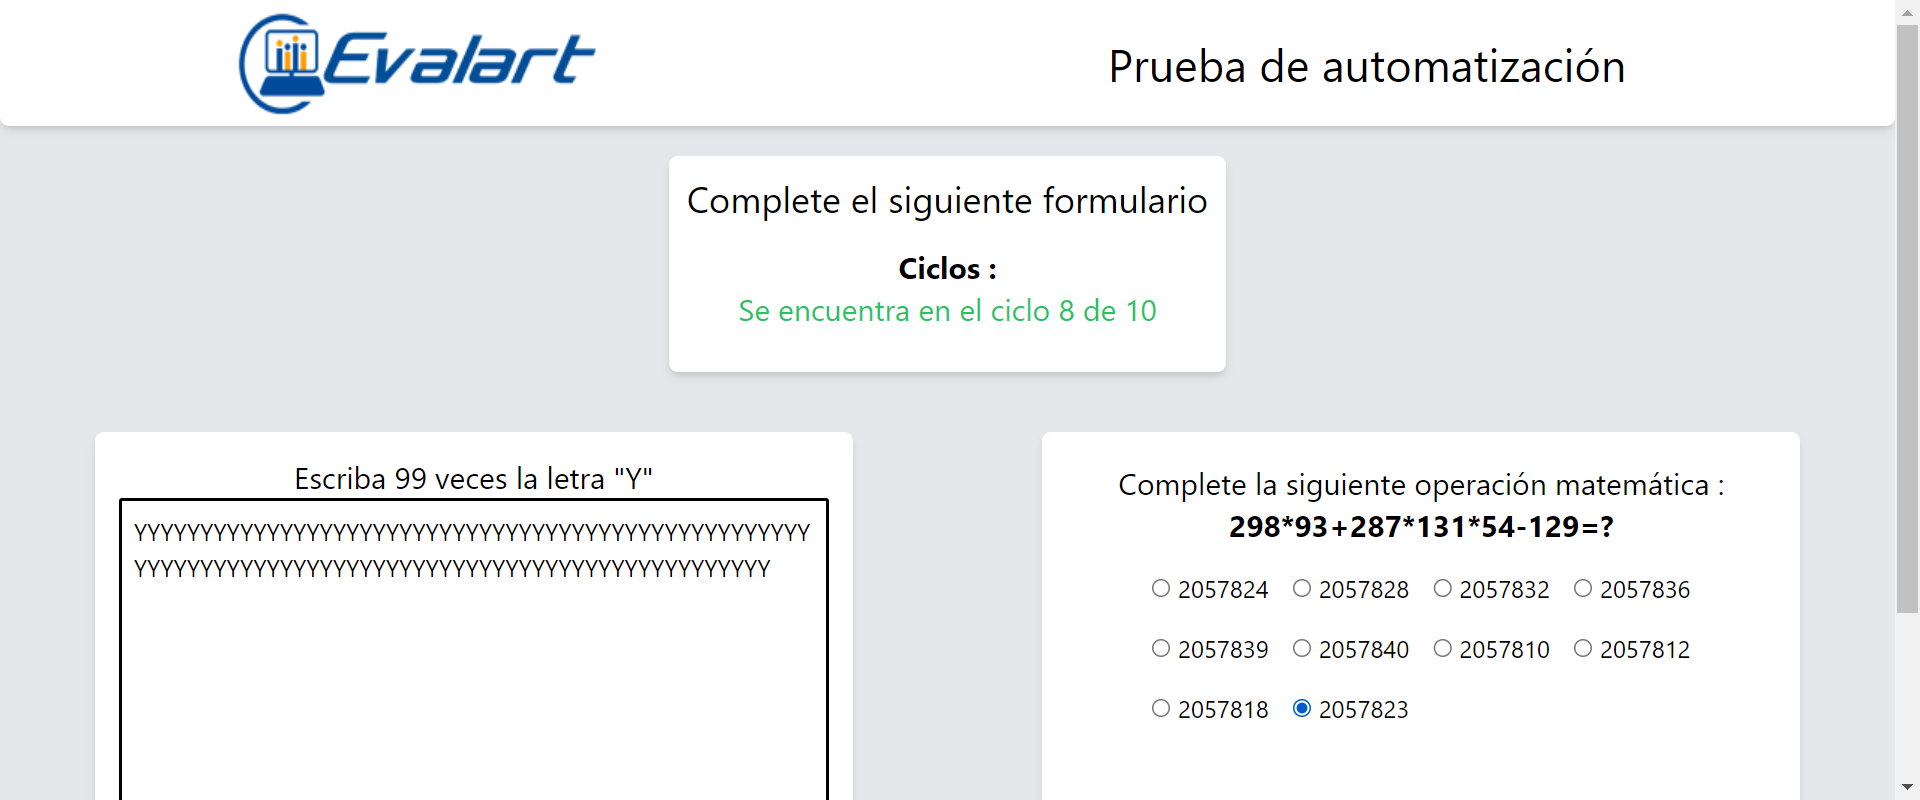 Evalart
Prueba de automatización
Complete el siguiente formulario
Ciclos :
Se encuentra en el ciclo 8 de 10
Escriba 99 veces la letra "Y"
YYYYYYYYYYYYYYYYYYYYYYYYYYYYYYYYYYYYYYYYYYYYYYYYYYY
YYYYYYYYYYYYYYYYYYYYYYYYYYYYYYYYYYYYYYYYYYYYYYYY
Complete la siguiente operación matemática :
298*93+287*131*54-129=?
2057824 2057828 2057832 2057836
2057839 2057840 2057810 2057812
2057818 2057823